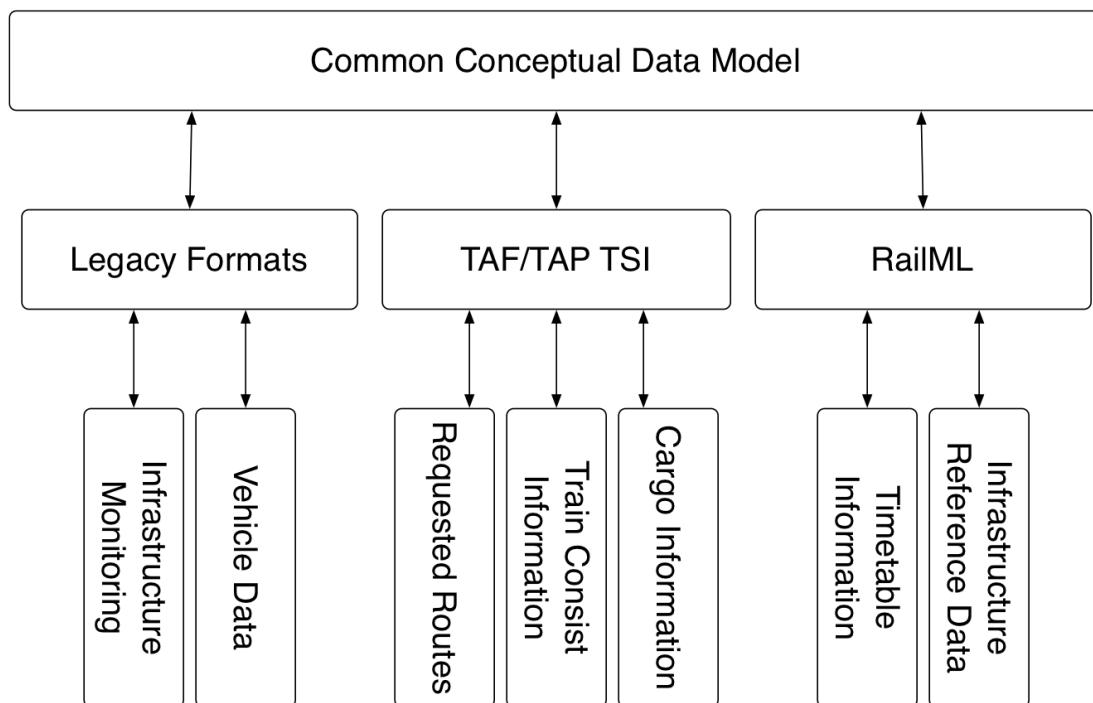 Common Conceptual Data Model
Legacy Formats
TAF/TAP TSI
RailML
Infrastructure
Monitoring
Vehicle Data
Requested Routes
Train Consist
Information
Cargo Information
Timetable
Information
Infrastructure
Reference Data